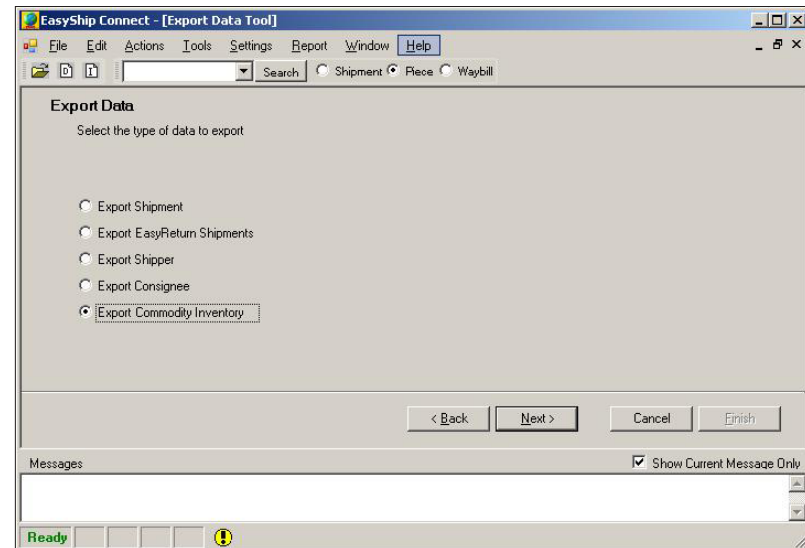 EasyShip Connect - [Export Data Tool]
File Edit Actions Tools Settings Report Window Help
D I Search Shipment Piece Waybill
Export Data
Select the type of data to export
Export Shipment
Export EasyReturn Shipments
Export Shipper
Export Consignee
Export Commodity Inventory
< Back Next > Cancel Finish
Messages Show Current Message Only
Ready